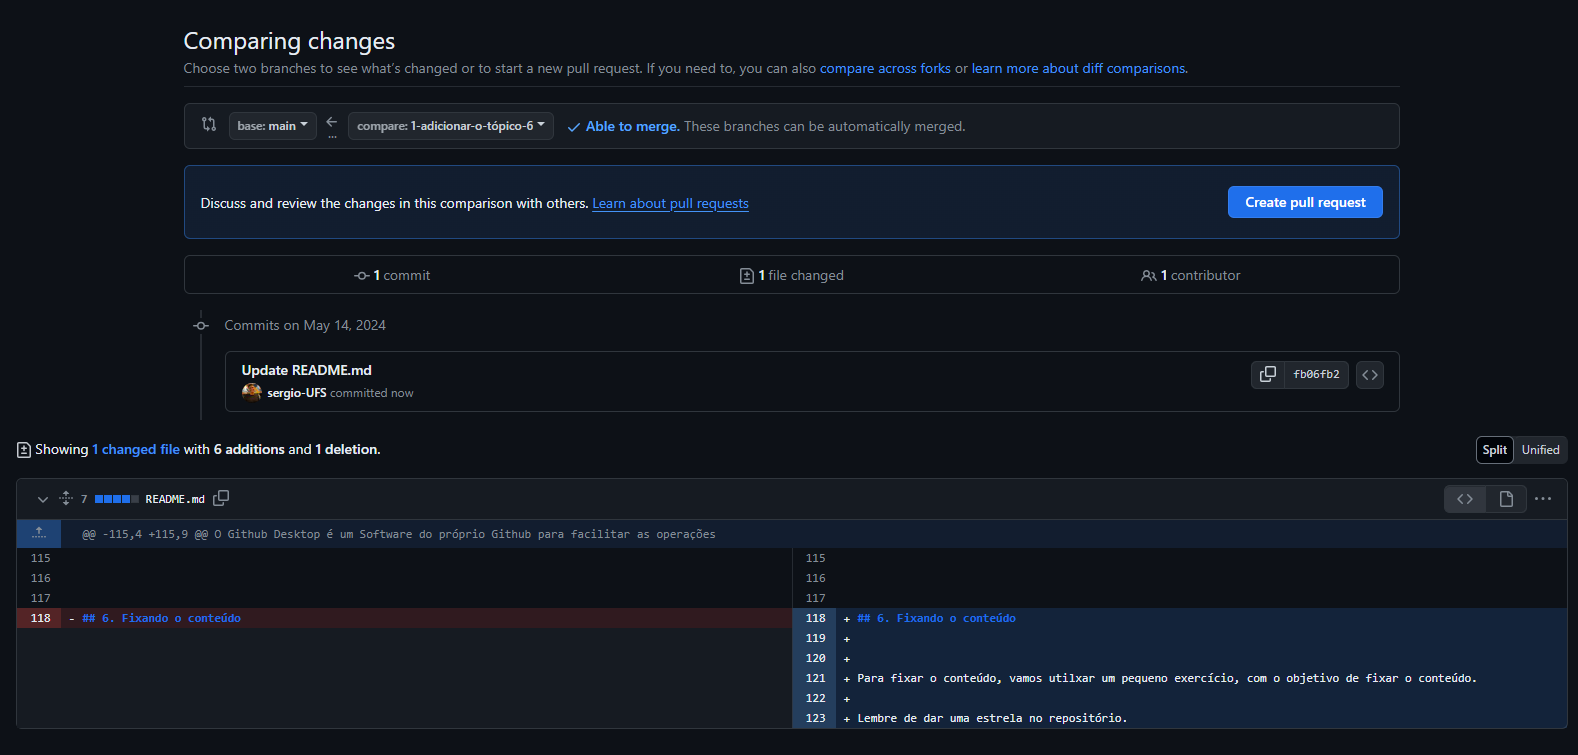 Comparing changes
Choose two branches to see what's changed or to start a new pull request. If you need to, you can also compare across forks or learn more about diff comparisons.
base: main compare: 1-adicionar-o-tópico-6 Able to merge. These branches can be automatically merged.
Discuss and review the changes in this comparison with others. Learn about pull requests Create pull request
1 commit 1 file changed 1 contributor
Commits on May 14, 2024
Update README.md
sergio-UFS committed now fb06fb2
Showing 1 changed file with 6 additions and 1 deletion. Split Unified
7 README.md
@@ -115,4 +115,9 @@ O Github Desktop é um Software do próprio Github para facilitar as operações
115 115
116 116
117 117
118 - ## 6. Fixando o conteúdo 118 + ## 6. Fixando o conteúdo
119 +
120 +
121 + Para fixar o conteúdo, vamos utilxar um pequeno exercício, com o objetivo de fixar o conteúdo.
122 +
123 + Lembre de dar uma estrela no repositório.